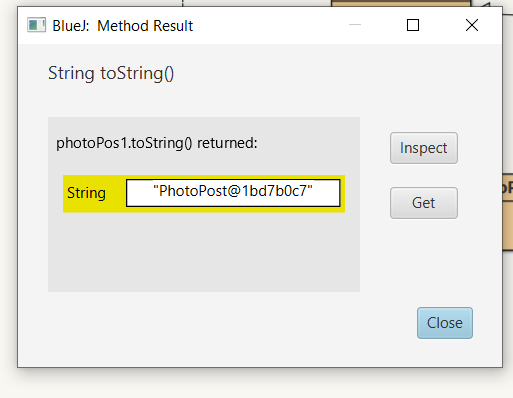 BlueJ:  Method Result
String toString()
photoPos1.toString() returned:
String "PhotoPost@1bd7b0c7"
Inspect
Get
Close